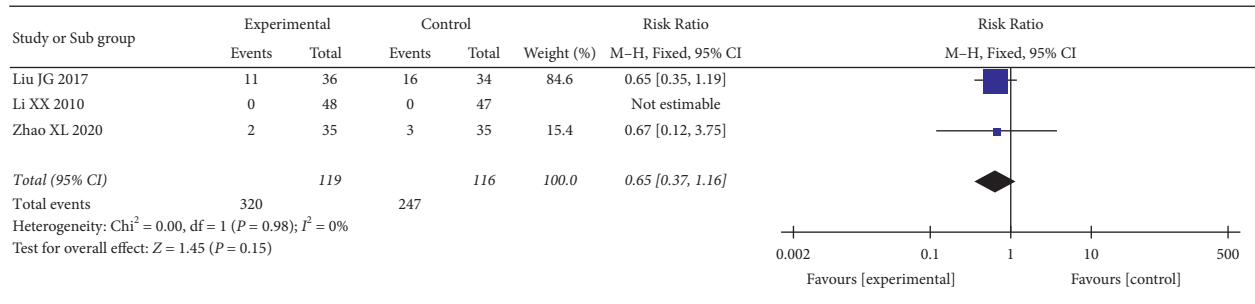 Experimental Control Risk Ratio Risk Ratio
Study or Sub group Events Total Events Total Weight (%) M–H, Fixed, 95% CI M–H, Fixed, 95% CI
Liu JG 2017 11 36 16 34 84.6 0.65 [0.35, 1.19]
Li XX 2010 0 48 0 47 Not estimable
Zhao XL 2020 2 35 3 35 15.4 0.67 [0.12, 3.75]
Total (95% CI) 119 116 100.0 0.65 [0.37, 1.16]
Total events 320 247
Heterogeneity: Chi² = 0.00, df = 1 (P = 0.98); I² = 0%
Test for overall effect: Z = 1.45 (P = 0.15)
0.002 0.1 1 10 500
Favours [experimental] Favours [control]